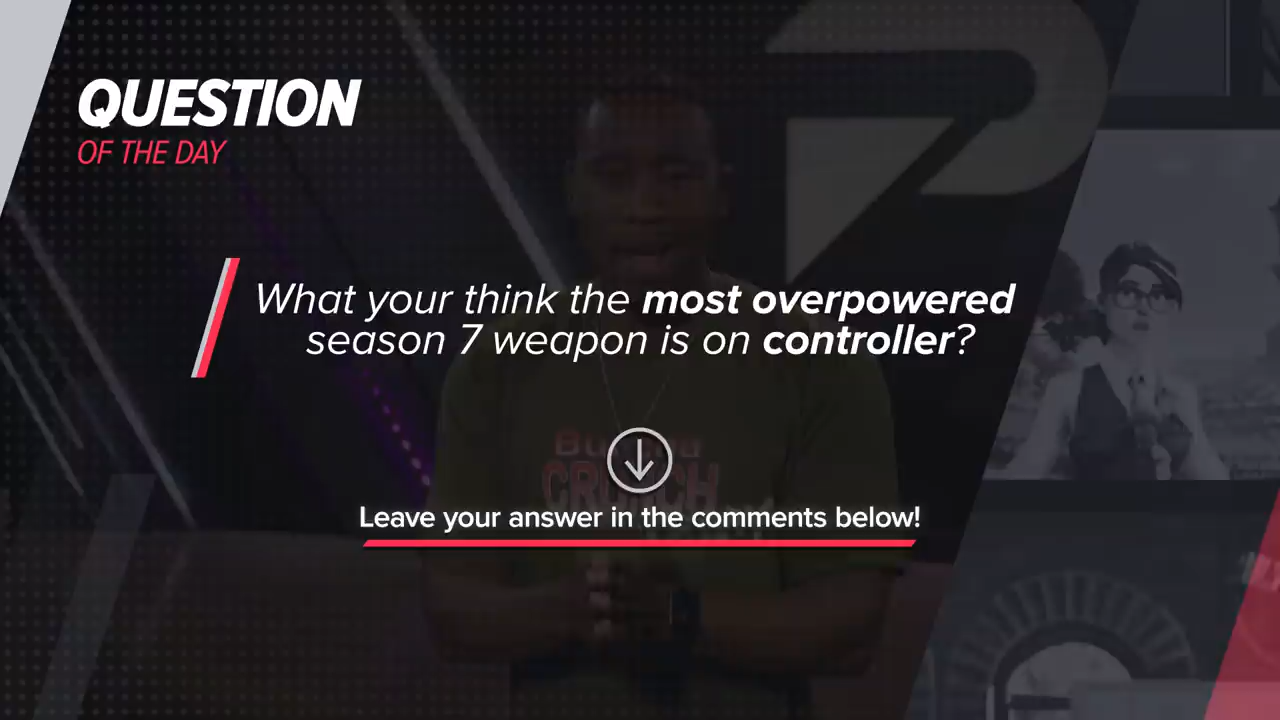 QUESTION
OF THE DAY
What your think the most overpowered
season 7 weapon is on controller?
Leave your answer in the comments below!
CRUNCH